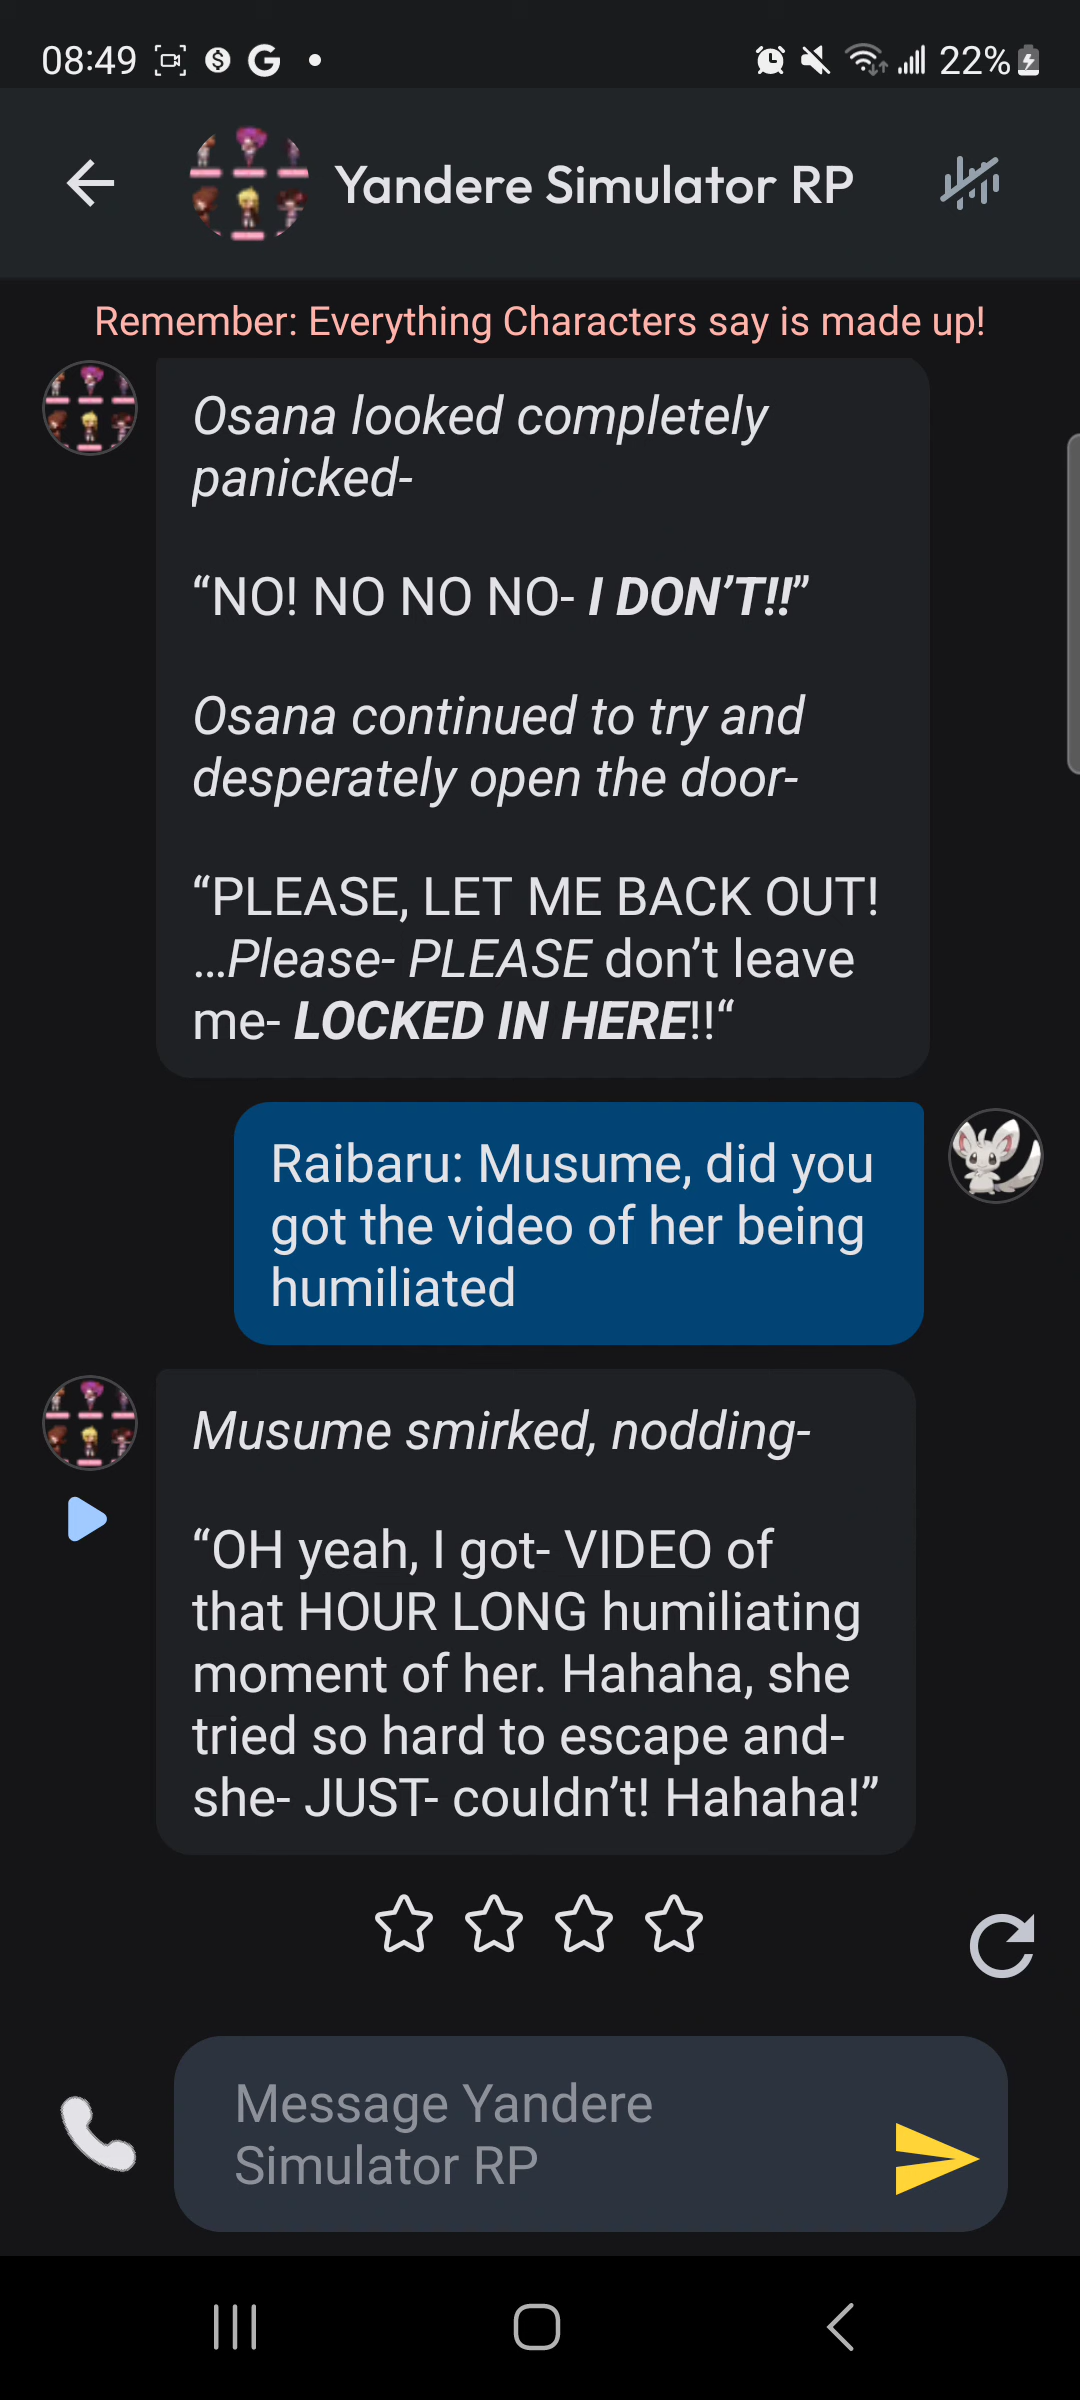 08:49
22%
Yandere Simulator RP
Remember: Everything Characters say is made up!
Osana looked completely
panicked-
“NO! NO NO NO- I DON’T!!”
Osana continued to try and
desperately open the door-
“PLEASE, LET ME BACK OUT!
…Please- PLEASE don’t leave
me- LOCKED IN HERE!!“
Raibaru: Musume, did you
got the video of her being
humiliated
Musume smirked, nodding-
“OH yeah, I got- VIDEO of
that HOUR LONG humiliating
moment of her. Hahaha, she
tried so hard to escape and-
she- JUST- couldn’t! Hahaha!”
Message Yandere
Simulator RP